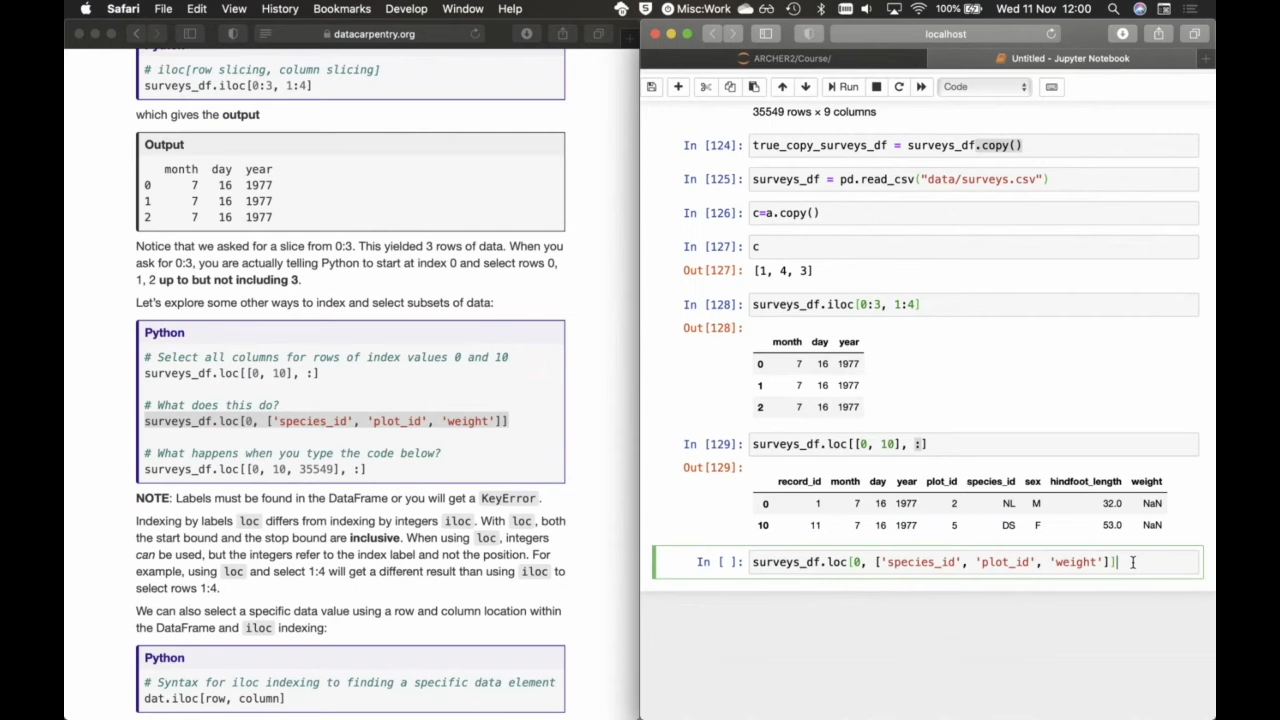 Safari File Edit View History Bookmarks Develop Window Help
Misc:Work 100% Wed 11 Nov 12:00
datacarpentry.org
# iloc[row slicing, column slicing]
surveys_df.iloc[0:3, 1:4]
which gives the output
Output
month day year
0 7 16 1977
1 7 16 1977
2 7 16 1977
Notice that we asked for a slice from 0:3. This yielded 3 rows of data. When you
ask for 0:3, you are actually telling Python to start at index 0 and select rows 0,
1, 2 up to but not including 3.
Let's explore some other ways to index and select subsets of data:
Python
# Select all columns for rows of index values 0 and 10
surveys_df.loc[[0, 10], :]
# What does this do?
surveys_df.loc[0, ['species_id', 'plot_id', 'weight']]
# What happens when you type the code below?
surveys_df.loc[[0, 10, 35549], :]
NOTE: Labels must be found in the DataFrame or you will get a KeyError.
Indexing by labels loc differs from indexing by integers iloc. With loc, both
the start bound and the stop bound are inclusive. When using loc, integers
can be used, but the integers refer to the index label and not the position. For
example, using loc and select 1:4 will get a different result than using iloc to
select rows 1:4.
We can also select a specific data value using a row and column location within
the DataFrame and iloc indexing:
Python
# Syntax for iloc indexing to finding a specific data element
dat.iloc[row, column]
localhost
ARCHER2/Course/
Untitled - Jupyter Notebook
Run
Code
35549 rows × 9 columns
In [124]: true_copy_surveys_df = surveys_df.copy()
In [125]: surveys_df = pd.read_csv("data/surveys.csv")
In [126]: c=a.copy()
In [127]: c
Out[127]: [1, 4, 3]
In [128]: surveys_df.iloc[0:3, 1:4]
Out[128]:
month day year
0 7 16 1977
1 7 16 1977
2 7 16 1977
In [129]: surveys_df.loc[[0, 10], :]
Out[129]:
record_id month day year plot_id species_id sex hindfoot_length weight
0 1 7 16 1977 2 NL M 32.0 NaN
10 11 7 16 1977 5 DS F 53.0 NaN
In [ ]: surveys_df.loc[0, ['species_id', 'plot_id', 'weight']]